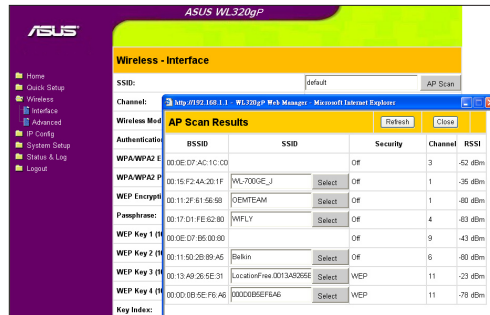 ASUS WL320gP
ASUS
Wireless - Interface
Home
Quick Setup
Wireless
Interface
Advanced
IP Config
System Setup
Status & Log
Logout
SSID: default AP Scan
Channel:
Wireless Mod
Authenticatio
WPA/WPA2 E
WPA/WPA2 P
WEP Encrypti
Passphrase:
WEP Key 1 (1
WEP Key 2 (1
WEP Key 3 (1
WEP Key 4 (1
Key Index:
http://192.168.1.1 - WL320gP Web Manager - Microsoft Internet Explorer
AP Scan Results Refresh Close
BSSID SSID Security Channel RSSI
00:0E:D7:AC:1C:C0 Off 3 -52 dBm
00:15:F2:4A:20:1F WL-700GE_J Select Off 1 -35 dBm
00:11:2F:61:56:58 OEMTEAM Select Off 1 -80 dBm
00:17:D1:FE:62:80 WIFLY Select Off 4 -83 dBm
00:0E:D7:B5:00:80 Off 9 -43 dBm
00:11:50:2B:89:A5 Belkin Select Off 6 -80 dBm
00:13:A9:26:5E:31 LocationFree.0013A9265E Select WEP 11 -23 dBm
00:0D:0B:5E:F6:A6 000D0B5EF6A6 Select WEP 11 -78 dBm